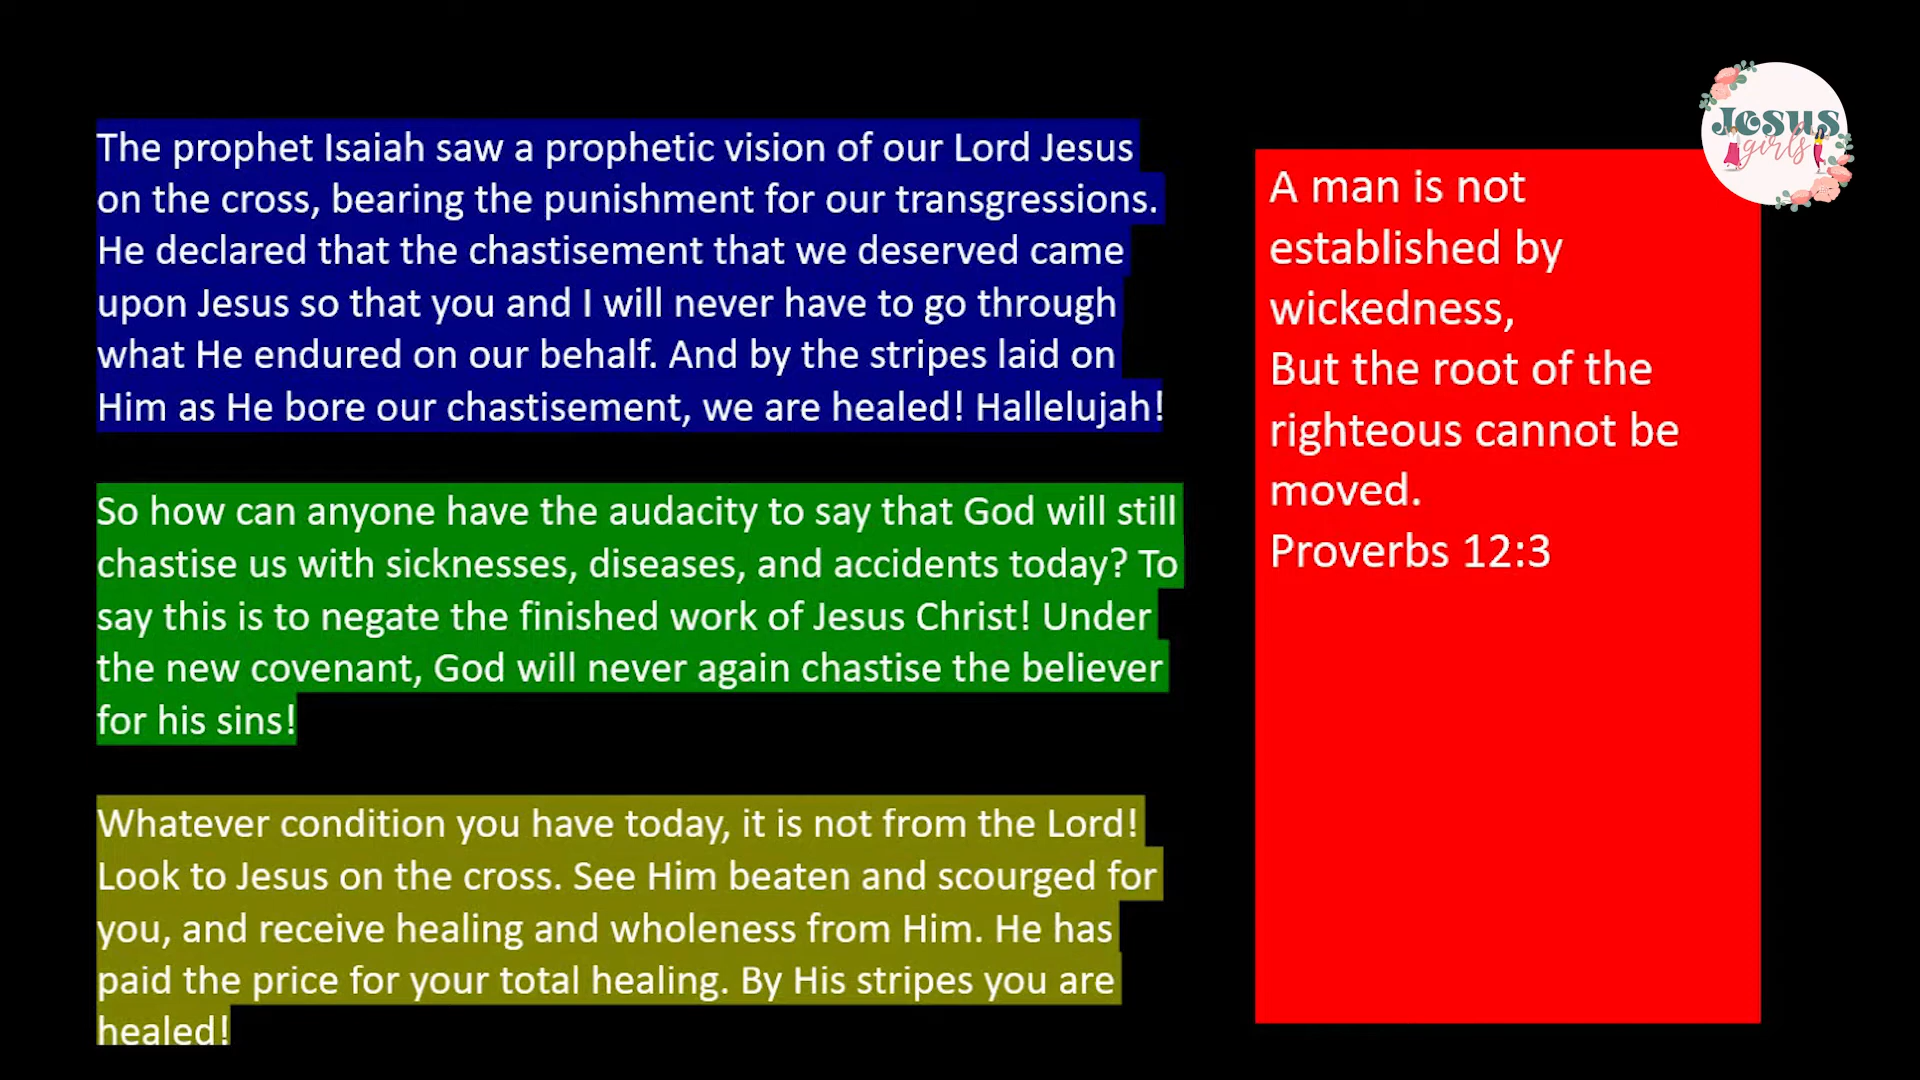 The prophet Isaiah saw a prophetic vision of our Lord Jesus
on the cross, bearing the punishment for our transgressions.
He declared that the chastisement that we deserved came
upon Jesus so that you and I will never have to go through
what He endured on our behalf. And by the stripes laid on
Him as He bore our chastisement, we are healed! Hallelujah!
So how can anyone have the audacity to say that God will still
chastise us with sicknesses, diseases, and accidents today? To
say this is to negate the finished work of Jesus Christ! Under
the new covenant, God will never again chastise the believer
for his sins!
Whatever condition you have today, it is not from the Lord!
Look to Jesus on the cross. See Him beaten and scourged for
you, and receive healing and wholeness from Him. He has
paid the price for your total healing. By His stripes you are
healed!
Jesus
girls
A man is not
established by
wickedness,
But the root of the
righteous cannot be
moved.
Proverbs 12:3